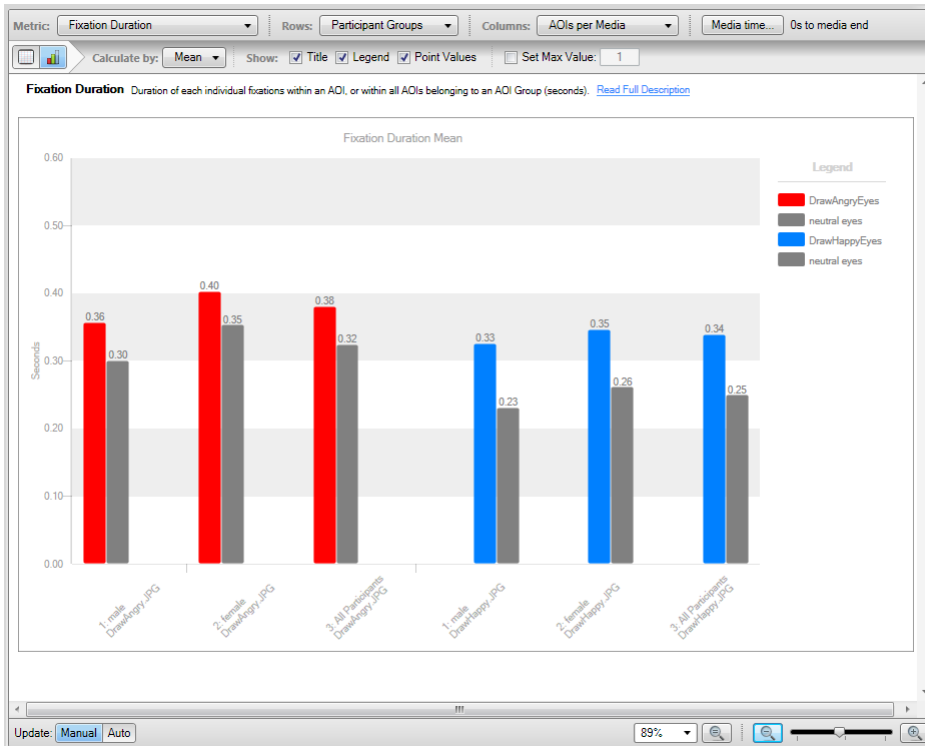 Metric: Fixation Duration Rows: Participant Groups Columns: AOIs per Media Media time... 0s to media end
Calculate by: Mean Show: Title Legend Point Values Set Max Value: 1
Fixation Duration Duration of each individual fixations within an AOI, or within all AOIs belonging to an AOI Group (seconds). Read Full Description
Fixation Duration Mean
Legend
DrawAngryEyes
neutral eyes
DrawHappyEyes
neutral eyes
Seconds
0.60
0.50
0.40
0.30
0.20
0.10
0.00
0.36
0.30
0.40
0.35
0.38
0.32
0.33
0.23
0.35
0.26
0.34
0.25
1: male
DrawAngry.JPG
2: female
DrawAngry.JPG
3: All Participants
DrawAngry.JPG
1: male
DrawHappy.JPG
2: female
DrawHappy.JPG
3: All Participants
DrawHappy.JPG
Update: Manual Auto 89%